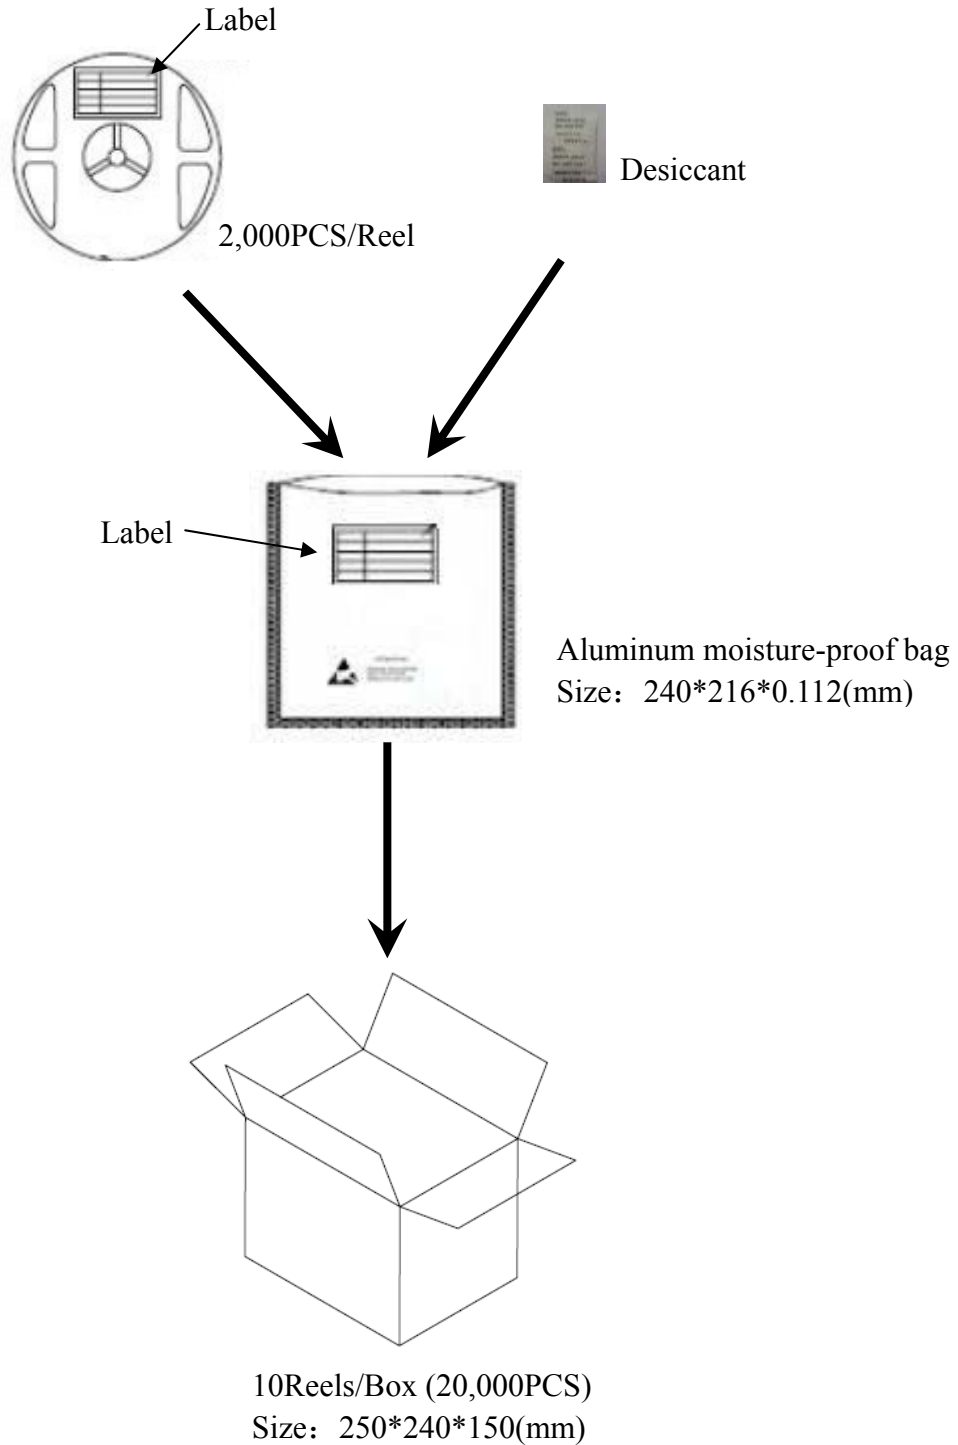 Label
Desiccant
2,000PCS/Reel
Label
Aluminum moisture-proof bag
Size：240*216*0.112(mm)
10Reels/Box (20,000PCS)
Size：250*240*150(mm)